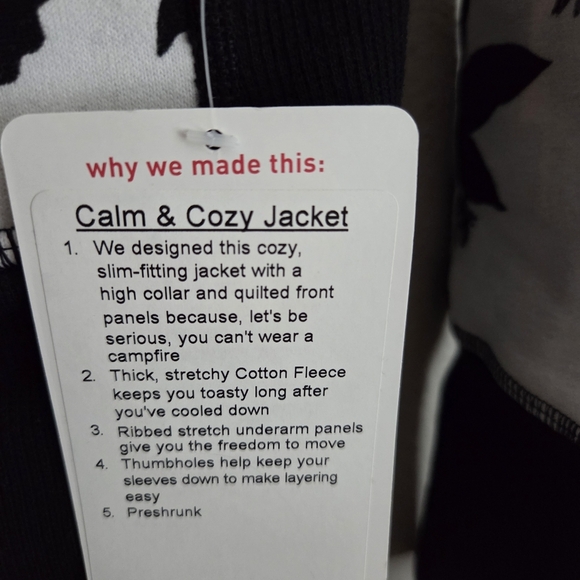 why we made this:
Calm & Cozy Jacket
1. We designed this cozy,
slim-fitting jacket with a
high collar and quilted front
panels because, let's be
serious, you can't wear a
campfire
2. Thick, stretchy Cotton Fleece
keeps you toasty long after
you've cooled down
3. Ribbed stretch underarm panels
give you the freedom to move
4. Thumbholes help keep your
sleeves down to make layering
easy
5. Preshrunk